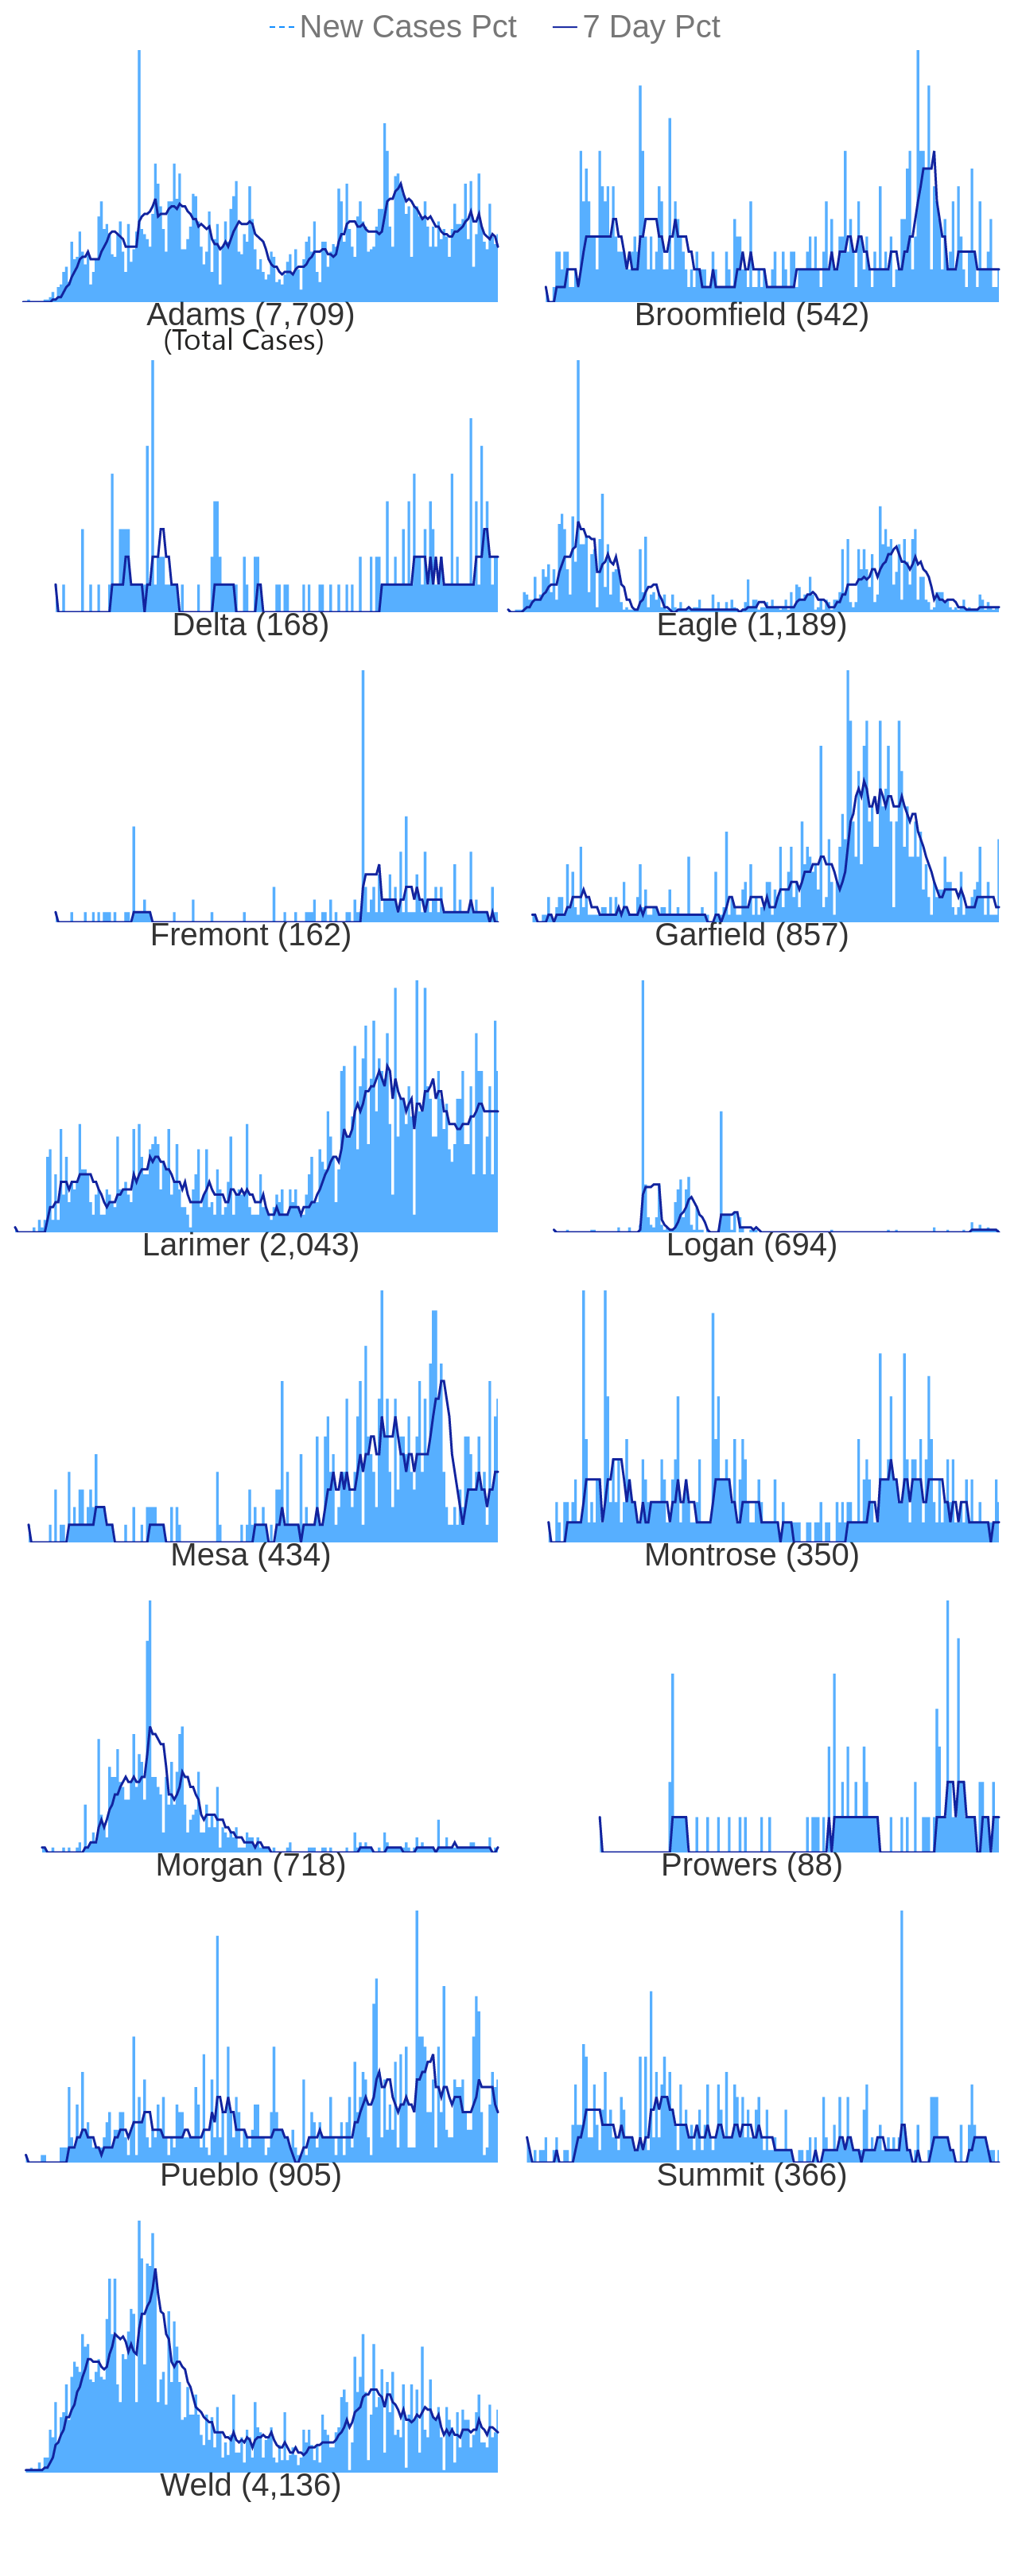 New Cases Pct 7 Day Pct
Adams (7,709) Broomfield (542)
(Total Cases)
Delta (168) Eagle (1,189)
Fremont (162) Garfield (857)
Larimer (2,043) Logan (694)
Mesa (434) Montrose (350)
Morgan (718) Prowers (88)
Pueblo (905) Summit (366)
Weld (4,136)